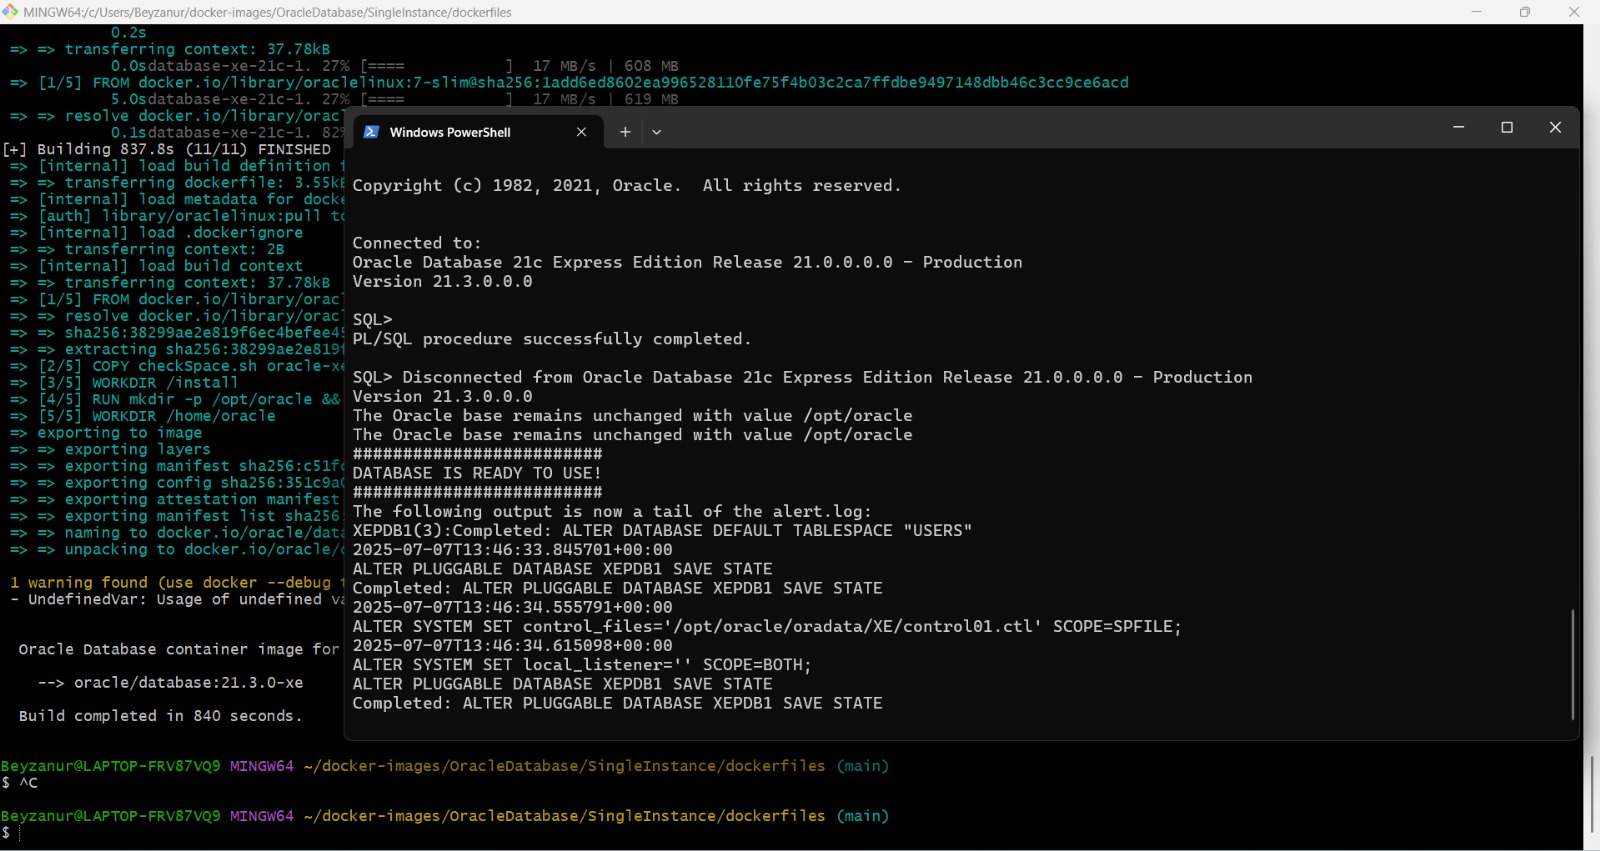 MINGW64:/c/Users/Beyzanur/docker-images/OracleDatabase/SingleInstance/dockerfiles
0.2s
=> => transferring context: 37.78kB
0.0sdatabase-xe-21c-1. 27% [====           ]  17 MB/s | 608 MB
=> [1/5] FROM docker.io/library/oraclelinux:7-slim@sha256:1add6ed8602ea996528110fe75f4b03c2ca7ffdbe9497148dbb46c3cc9ce6acd
5.0sdatabase-xe-21c-1. 27% [====           ]  17 MB/s | 619 MB
=> => resolve docker.io/library/orac
0.1sdatabase-xe-21c-1. 82%
[+] Building 837.8s (11/11) FINISHED
=> [internal] load build definition
=> => transferring dockerfile: 3.55k
=> [internal] load metadata for docke
=> [auth] library/oraclelinux:pull to
=> [internal] load .dockerignore
=> => transferring context: 2B
=> [internal] load build context
=> => transferring context: 37.78kB
=> [1/5] FROM docker.io/library/orac
=> => resolve docker.io/library/orac
=> => sha256:38299ae2e819f6ec4befee45
=> => extracting sha256:38299ae2e819f
=> [2/5] COPY checkSpace.sh oracle-xe
=> [3/5] WORKDIR /install
=> [4/5] RUN mkdir -p /opt/oracle &&
=> [5/5] WORKDIR /home/oracle
=> exporting to image
=> => exporting layers
=> => exporting manifest sha256:c51f
=> => exporting config sha256:351c9a
=> => exporting attestation manifest
=> => exporting manifest list sha256
=> => naming to docker.io/oracle/data
=> => unpacking to docker.io/oracle/
1 warning found (use docker --debug
- UndefinedVar: Usage of undefined va
Oracle Database container image for
--> oracle/database:21.3.0-xe
Build completed in 840 seconds.
Beyzanur@LAPTOP-FRV87VQ9 MINGW64 ~/docker-images/OracleDatabase/SingleInstance/dockerfiles (main)
$ ^C
Beyzanur@LAPTOP-FRV87VQ9 MINGW64 ~/docker-images/OracleDatabase/SingleInstance/dockerfiles (main)
$
Windows PowerShell
Copyright (c) 1982, 2021, Oracle.  All rights reserved.
Connected to:
Oracle Database 21c Express Edition Release 21.0.0.0.0 - Production
Version 21.3.0.0.0
SQL>
PL/SQL procedure successfully completed.
SQL> Disconnected from Oracle Database 21c Express Edition Release 21.0.0.0.0 - Production
Version 21.3.0.0.0
The Oracle base remains unchanged with value /opt/oracle
The Oracle base remains unchanged with value /opt/oracle
#########################
DATABASE IS READY TO USE!
#########################
The following output is now a tail of the alert.log:
XEPDB1(3):Completed: ALTER DATABASE DEFAULT TABLESPACE "USERS"
2025-07-07T13:46:33.845701+00:00
ALTER PLUGGABLE DATABASE XEPDB1 SAVE STATE
Completed: ALTER PLUGGABLE DATABASE XEPDB1 SAVE STATE
2025-07-07T13:46:34.555791+00:00
ALTER SYSTEM SET control_files='/opt/oracle/oradata/XE/control01.ctl' SCOPE=SPFILE;
2025-07-07T13:46:34.615098+00:00
ALTER SYSTEM SET local_listener='' SCOPE=BOTH;
ALTER PLUGGABLE DATABASE XEPDB1 SAVE STATE
Completed: ALTER PLUGGABLE DATABASE XEPDB1 SAVE STATE